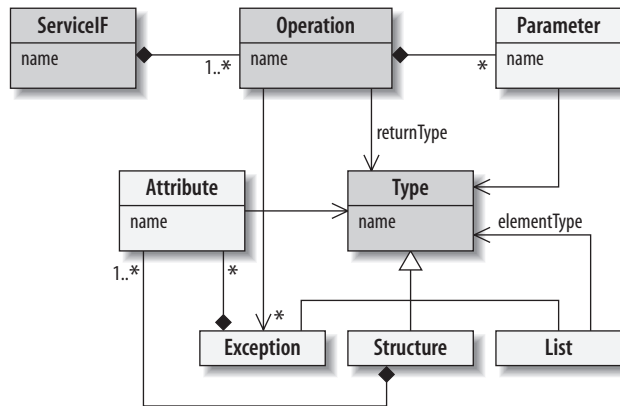 ServiceIF
Operation
Parameter
name
name
name
1..*
*
returnType
Attribute
Type
name
name
elementType
1..*
*
*
Exception
Structure
List